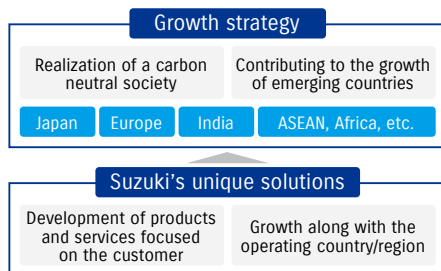 Growth strategy
Realization of a carbon
neutral society
Contributing to the growth
of emerging countries
Japan
Europe
India
ASEAN, Africa, etc.
Suzuki's unique solutions
Development of products
and services focused
on the customer
Growth along with the
operating country/region